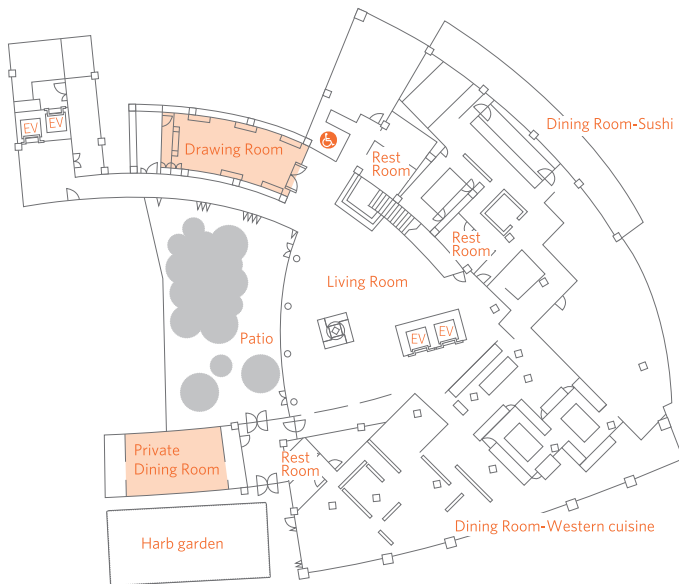 Dining Room-Sushi
EV
EV
Drawing Room
Rest
Room
Rest
Room
Living Room
EV
EV
Patio
Private
Dining Room
Rest
Room
Dining Room-Western cuisine
Harb garden